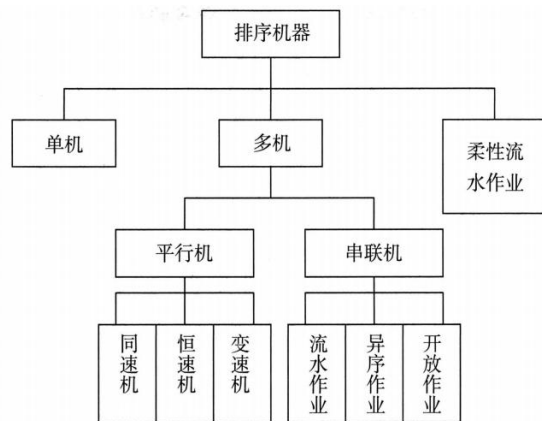 排序机器
单机
多机
柔性流
水作业
平行机
串联机
同速机
恒速机
变速机
流水作业
异序作业
开放作业